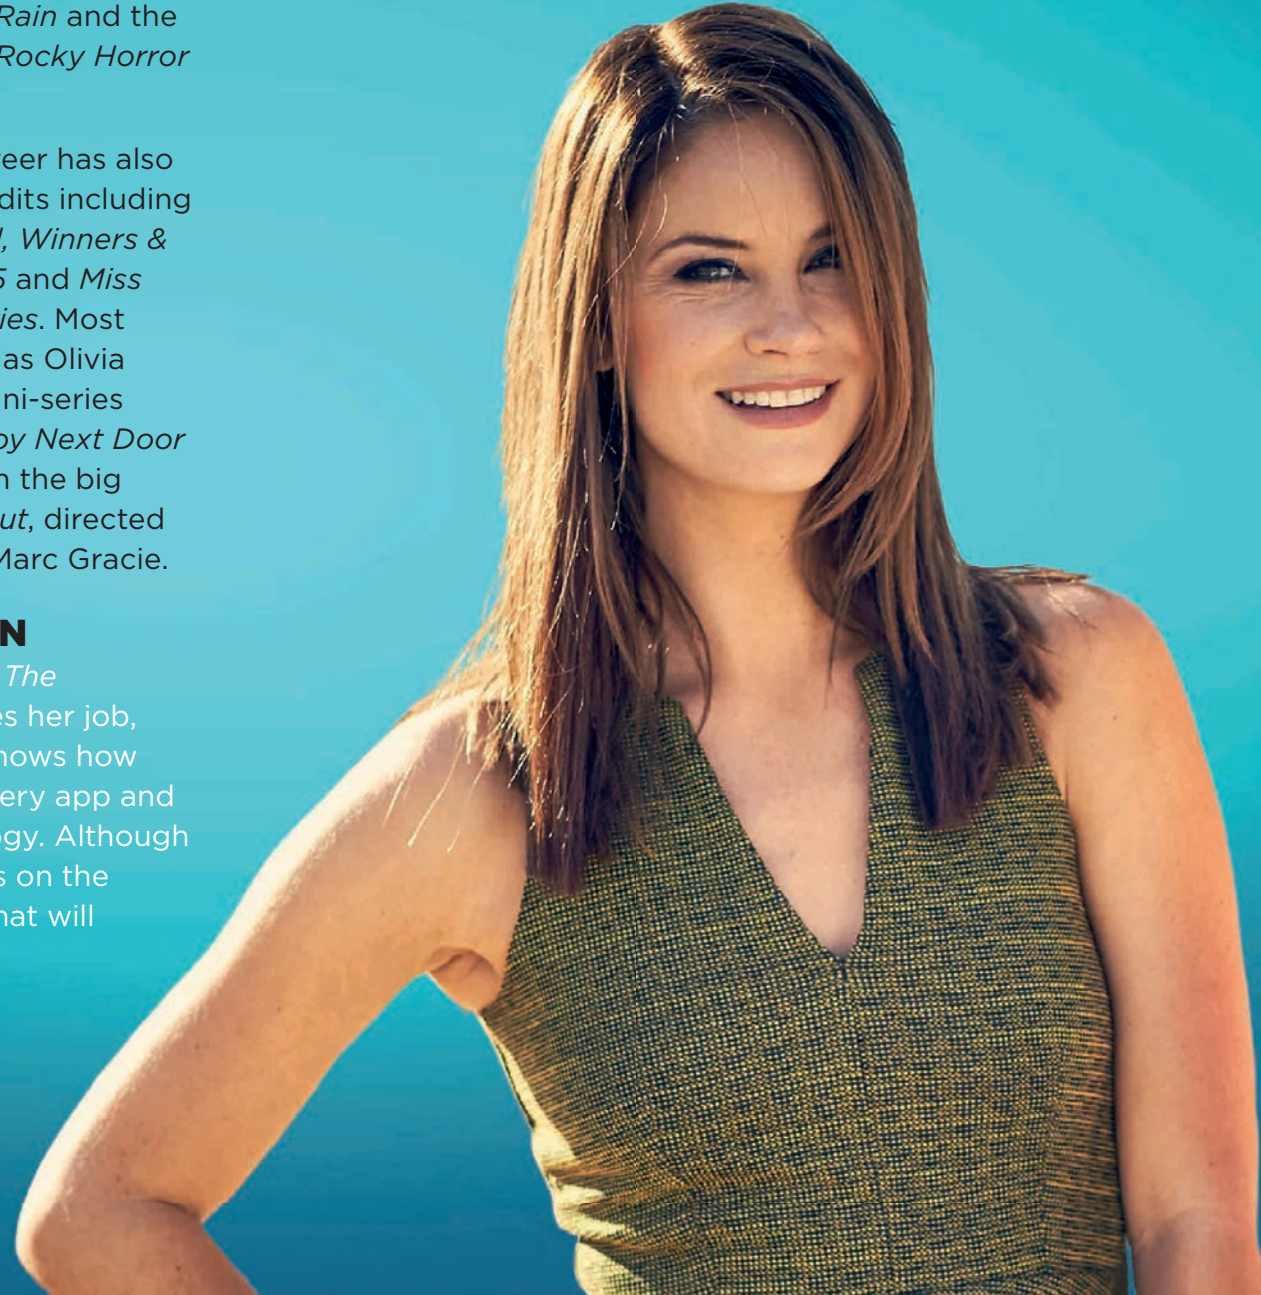 Rain and the
Rocky Horror
eer has also
dits including
l, Winners &
5 and Miss
ies. Most
as Olivia
ni-series
oy Next Door
n the big
ut, directed
Marc Gracie.
N
The
es her job,
nows how
ery app and
ogy. Although
s on the
hat will